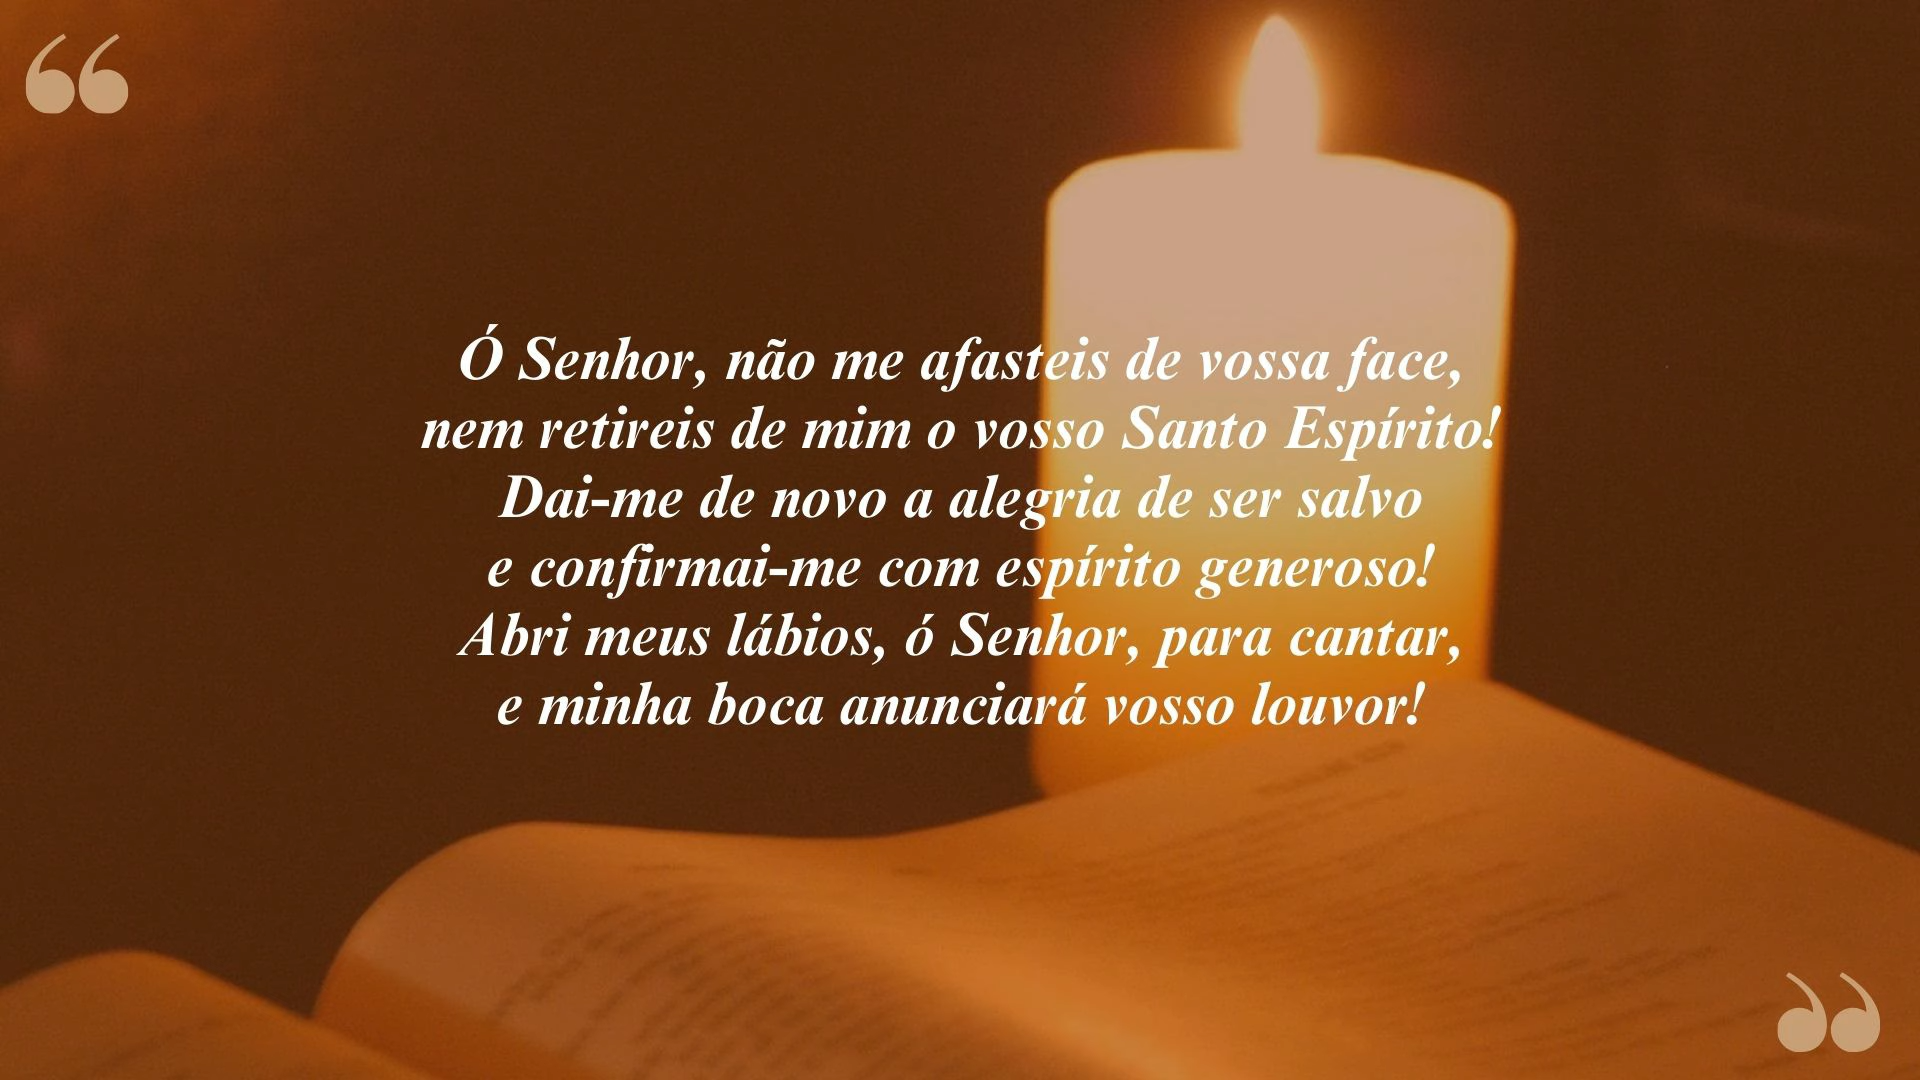 “
Ó Senhor, não me afasteis de vossa face,
nem retireis de mim o vosso Santo Espírito!
Dai-me de novo a alegria de ser salvo
e confirmai-me com espírito generoso!
Abri meus lábios, ó Senhor, para cantar,
e minha boca anunciará vosso louvor!
”